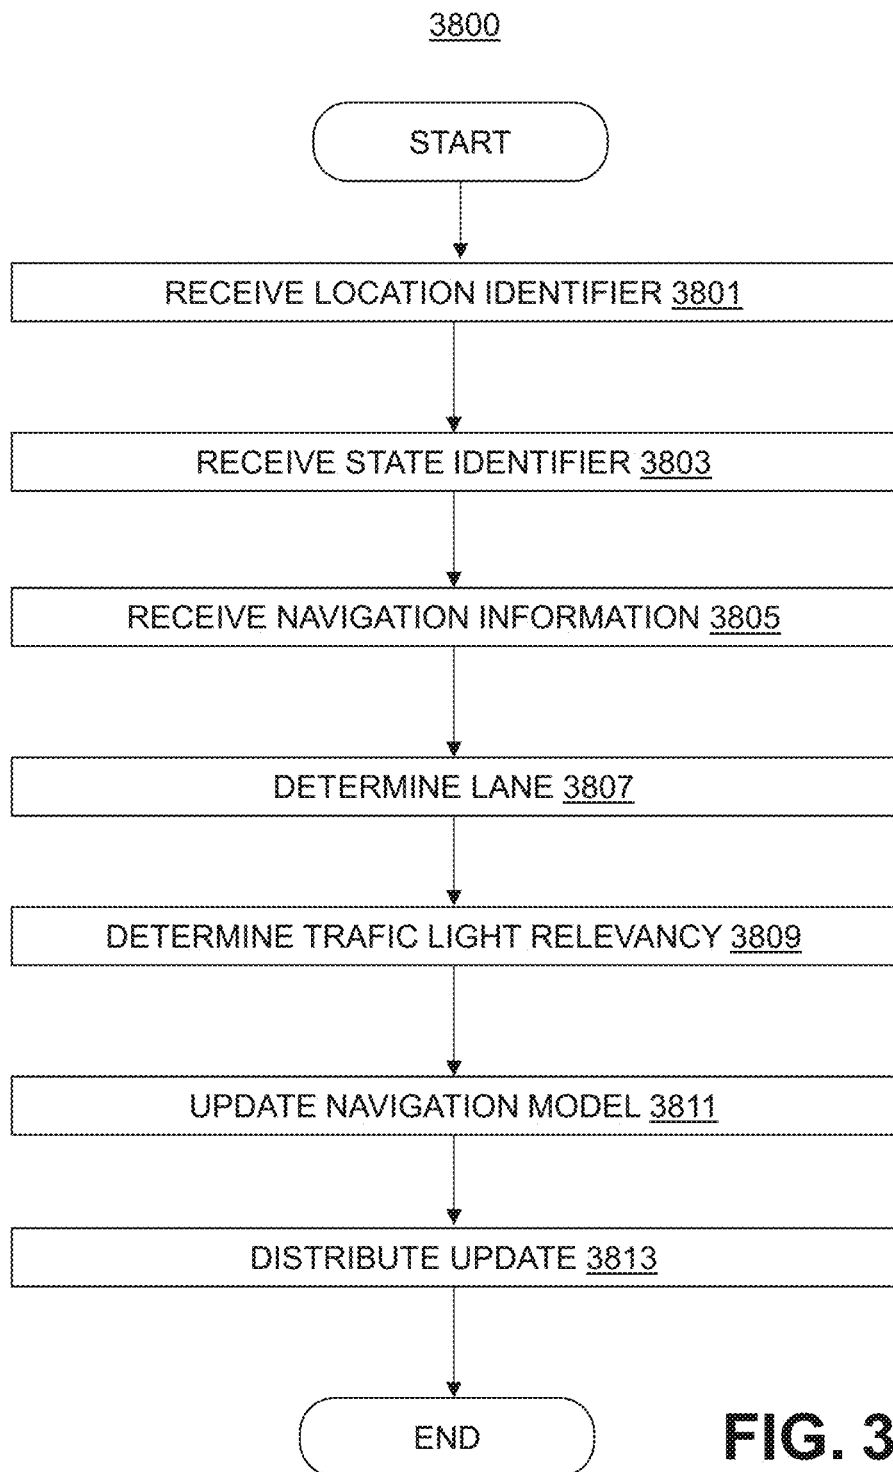 3800
START
RECEIVE LOCATION IDENTIFIER 3801
RECEIVE STATE IDENTIFIER 3803
RECEIVE NAVIGATION INFORMATION 3805
DETERMINE LANE 3807
DETERMINE TRAFIC LIGHT RELEVANCY 3809
UPDATE NAVIGATION MODEL 3811
DISTRIBUTE UPDATE 3813
END
FIG. 3